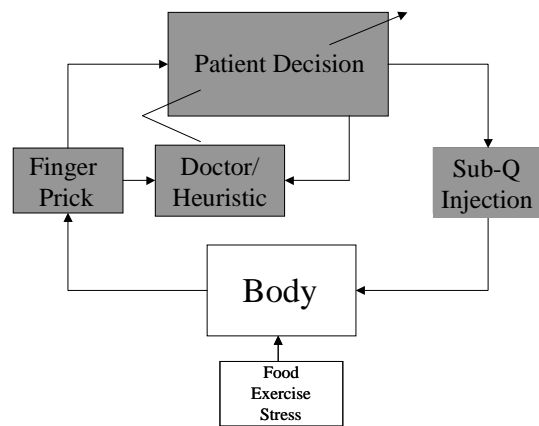 Patient Decision
Finger
Prick
Doctor/
Heuristic
Sub-Q
Injection
Body
Food
Exercise
Stress